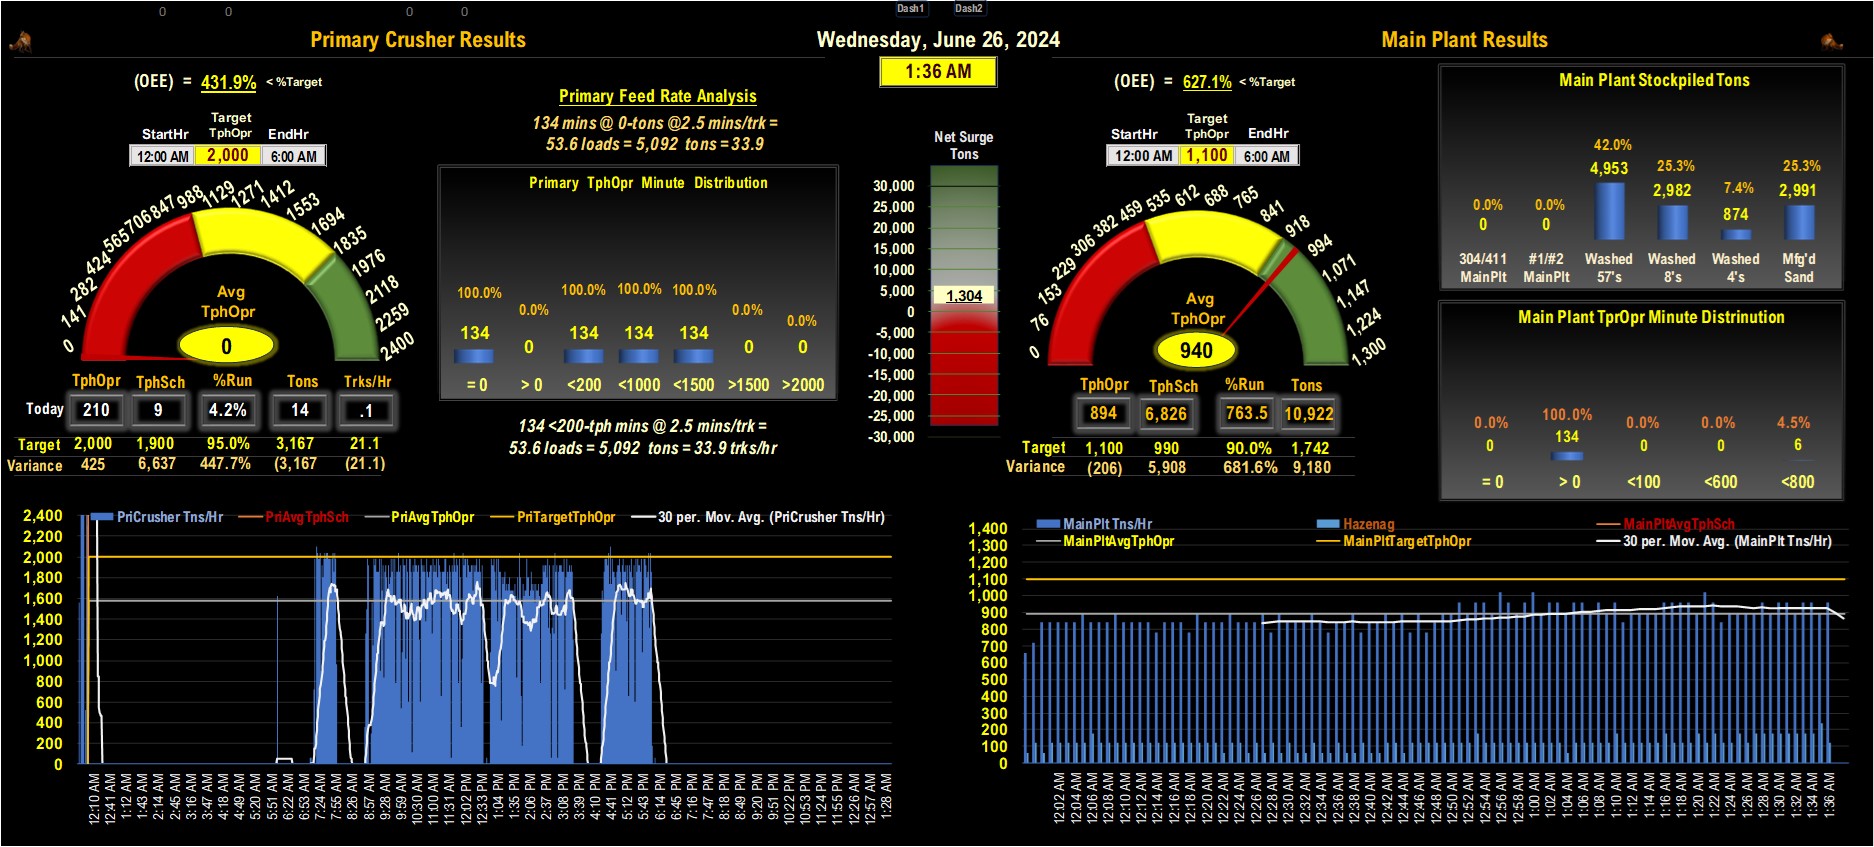 0 0 0 0 Dash1 Dash2
Primary Crusher Results
Wednesday, June 26, 2024
Main Plant Results
1:36 AM
(OEE) = 431.9% < %Target
Target
StartHr TphOpr EndHr
12:00 AM 2,000 6:00 AM
0 141 282 424 565 706 847 988 1129 1271 1412 1553 1694 1835 1976 2118 2259 2400
Avg
TphOpr
0
TphOpr TphSch %Run Tons Trks/Hr
Today 210 9 4.2% 14 .1
Target 2,000 1,900 95.0% 3,167 21.1
Variance 425 6,637 447.7% (3,167) (21.1)
Primary Feed Rate Analysis
134 mins @ 0-tons @2.5 mins/trk =
53.6 loads = 5,092 tons = 33.9
Primary TphOpr Minute Distribution
100.0% 0.0% 100.0% 100.0% 100.0% 0.0% 0.0%
134 0 134 134 134 0 0
= 0 > 0 <200 <1000 <1500 >1500 >2000
134 <200-tph mins @ 2.5 mins/trk =
53.6 loads = 5,092 tons = 33.9 trks/hr
Net Surge
Tons
30,000
25,000
20,000
15,000
10,000
5,000
1,304
0
-5,000
-10,000
-15,000
-20,000
-25,000
-30,000
(OEE) = 627.1% < %Target
Target
StartHr TphOpr EndHr
12:00 AM 1,100 6:00 AM
0 76 153 229 306 382 459 535 612 688 765 841 918 994 1,071 1,147 1,224 1,300
Avg
TphOpr
940
TphOpr TphSch %Run Tons
894 6,826 763.5 10,922
Target 1,100 990 90.0% 1,742
Variance (206) 5,908 681.6% 9,180
Main Plant Stockpiled Tons
0.0% 0.0% 42.0% 25.3% 7.4% 25.3%
0 0 4,953 2,982 874 2,991
304/411 #1/#2 Washed Washed Washed Mfg'd
MainPlt MainPlt 57's 8's 4's Sand
Main Plant TprOpr Minute Distrinution
0.0% 100.0% 0.0% 0.0% 4.5%
0 134 0 0 6
= 0 > 0 <100 <600 <800
PriCrusher Tns/Hr PriAvgTphSch PriAvgTphOpr PriTargetTphOpr 30 per. Mov. Avg. (PriCrusher Tns/Hr)
2,400
2,200
2,000
1,800
1,600
1,400
1,200
1,000
800
600
400
200
0
12:10 AM 12:41 AM 1:12 AM 1:43 AM 2:14 AM 2:45 AM 3:16 AM 3:47 AM 4:18 AM 4:49 AM 5:20 AM 5:51 AM 6:22 AM 6:53 AM 7:24 AM 7:55 AM 8:26 AM 8:57 AM 9:28 AM 9:59 AM 10:30 AM 11:00 AM 11:31 AM 12:02 PM 12:33 PM 1:04 PM 1:35 PM 2:06 PM 2:37 PM 3:08 PM 3:39 PM 4:10 PM 4:41 PM 5:12 PM 5:43 PM 6:14 PM 6:45 PM 7:16 PM 7:47 PM 8:18 PM 8:49 PM 9:20 PM 9:51 PM 10:22 PM 10:53 PM 11:24 PM 11:55 PM 12:26 AM 12:57 AM 1:28 AM
MainPlt Tns/Hr Hazenag MainPltAvgTphSch
MainPltAvgTphOpr MainPltTargetTphOpr 30 per. Mov. Avg. (MainPlt Tns/Hr)
1,400
1,300
1,200
1,100
1,000
900
800
700
600
500
400
300
200
100
0
12:02 AM 12:04 AM 12:06 AM 12:08 AM 12:10 AM 12:12 AM 12:14 AM 12:16 AM 12:18 AM 12:20 AM 12:22 AM 12:24 AM 12:26 AM 12:28 AM 12:30 AM 12:32 AM 12:34 AM 12:36 AM 12:38 AM 12:40 AM 12:42 AM 12:44 AM 12:46 AM 12:48 AM 12:50 AM 12:52 AM 12:54 AM 12:56 AM 12:58 AM 1:00 AM 1:02 AM 1:04 AM 1:06 AM 1:08 AM 1:10 AM 1:12 AM 1:14 AM 1:16 AM 1:18 AM 1:20 AM 1:22 AM 1:24 AM 1:26 AM 1:28 AM 1:30 AM 1:32 AM 1:34 AM 1:36 AM